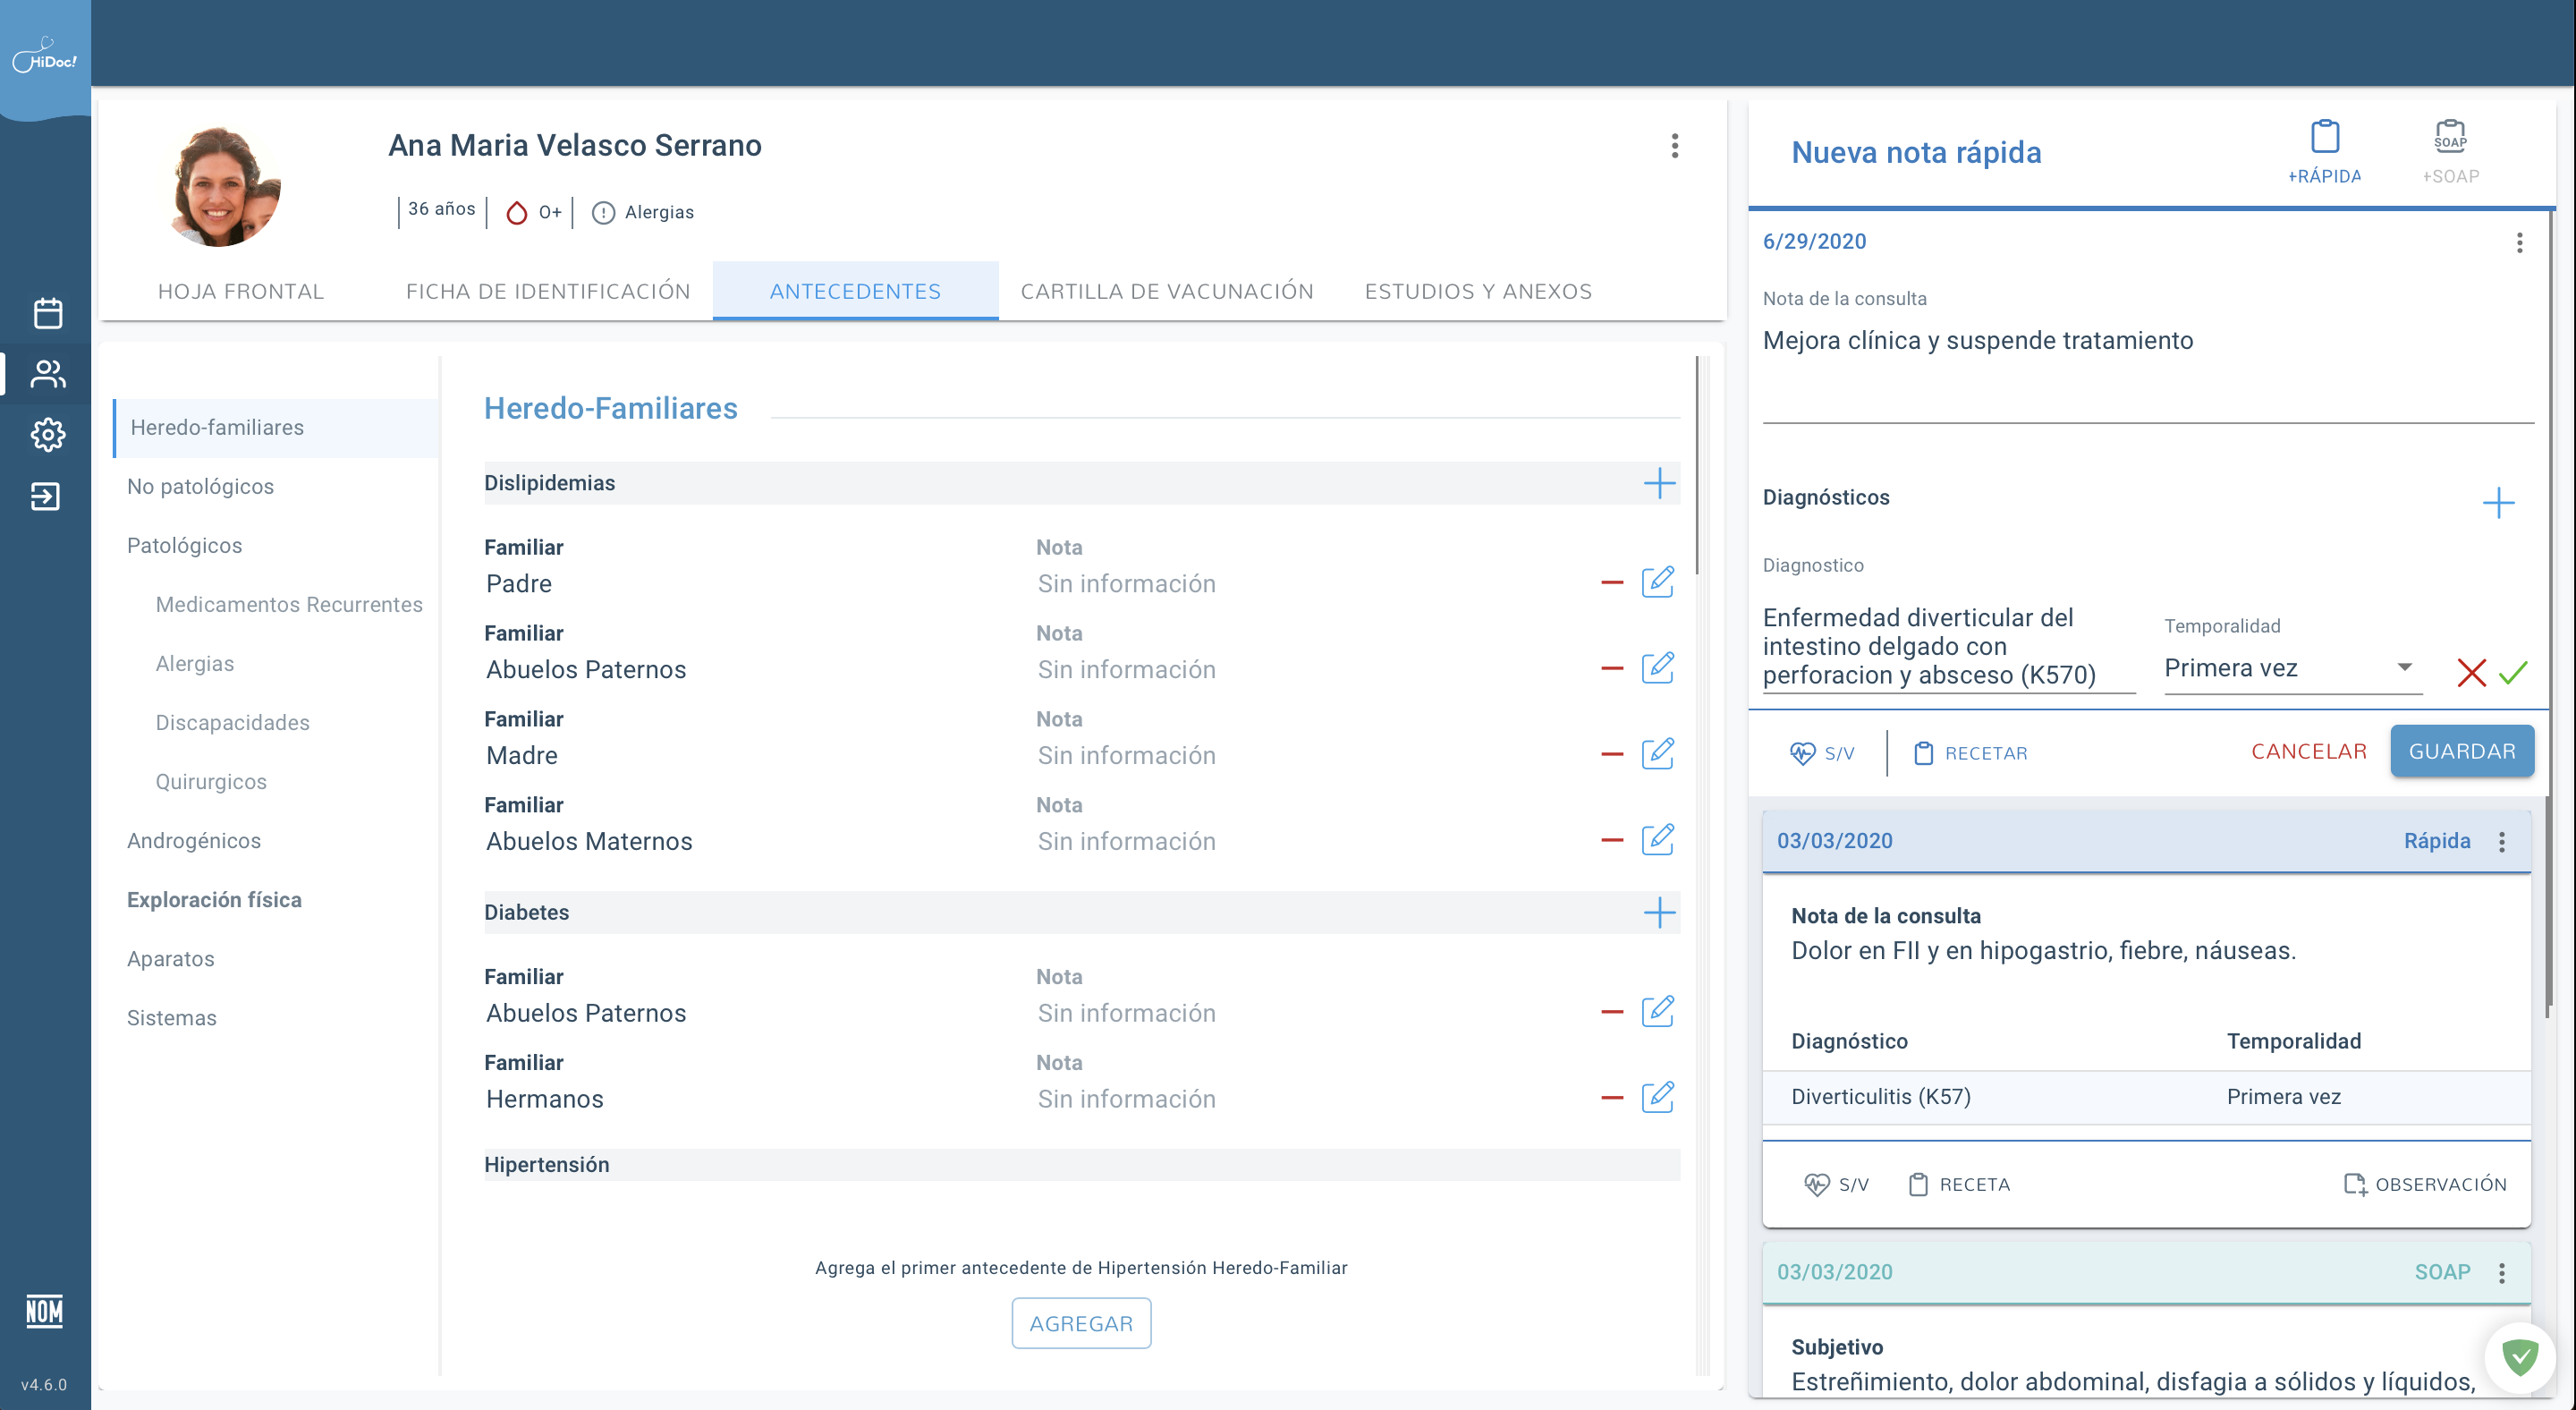 HiDoc!
Ana Maria Velasco Serrano
36 años
O+
Alergias
HOJA FRONTAL
FICHA DE IDENTIFICACIÓN
ANTECEDENTES
CARTILLA DE VACUNACIÓN
ESTUDIOS Y ANEXOS
Heredo-familiares
No patológicos
Patológicos
Medicamentos Recurrentes
Alergias
Discapacidades
Quirurgicos
Androgénicos
Exploración física
Aparatos
Sistemas
NOM
v4.6.0
Heredo-Familiares
Dislipidemias
Familiar Nota
Padre Sin información
Familiar Nota
Abuelos Paternos Sin información
Familiar Nota
Madre Sin información
Familiar Nota
Abuelos Maternos Sin información
Diabetes
Familiar Nota
Abuelos Paternos Sin información
Familiar Nota
Hermanos Sin información
Hipertensión
Agrega el primer antecedente de Hipertensión Heredo-Familiar
AGREGAR
Nueva nota rápida
+RÁPIDA
SOAP
+SOAP
6/29/2020
Nota de la consulta
Mejora clínica y suspende tratamiento
Diagnósticos
Diagnostico
Enfermedad diverticular del
intestino delgado con
perforacion y absceso (K570)
Temporalidad
Primera vez
S/V
RECETAR
CANCELAR
GUARDAR
03/03/2020 Rápida
Nota de la consulta
Dolor en FII y en hipogastrio, fiebre, náuseas.
Diagnóstico Temporalidad
Diverticulitis (K57) Primera vez
S/V
RECETA
OBSERVACIÓN
03/03/2020 SOAP
Subjetivo
Estreñimiento, dolor abdominal, disfagia a sólidos y líquidos,